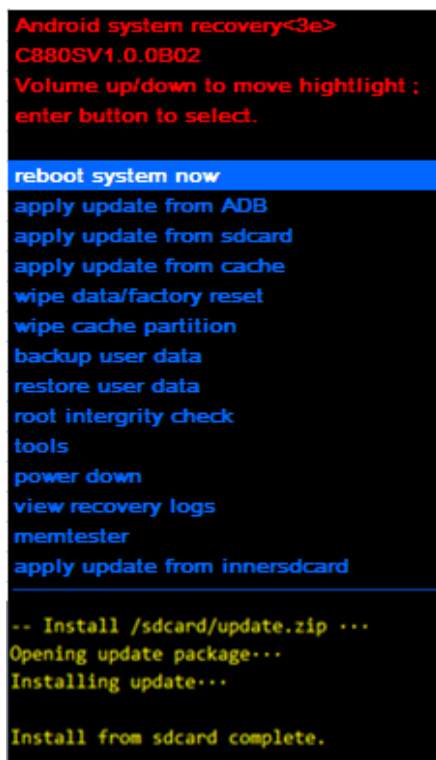 Android system recovery<3e>
C880SV1.0.0B02
Volume up/down to move hightlight ;
enter button to select.
reboot system now
apply update from ADB
apply update from sdcard
apply update from cache
wipe data/factory reset
wipe cache partition
backup user data
restore user data
root intergrity check
tools
power down
view recovery logs
memtester
apply update from innersdcard
-- Install /sdcard/update.zip ···
Opening update package···
Installing update···
Install from sdcard complete.